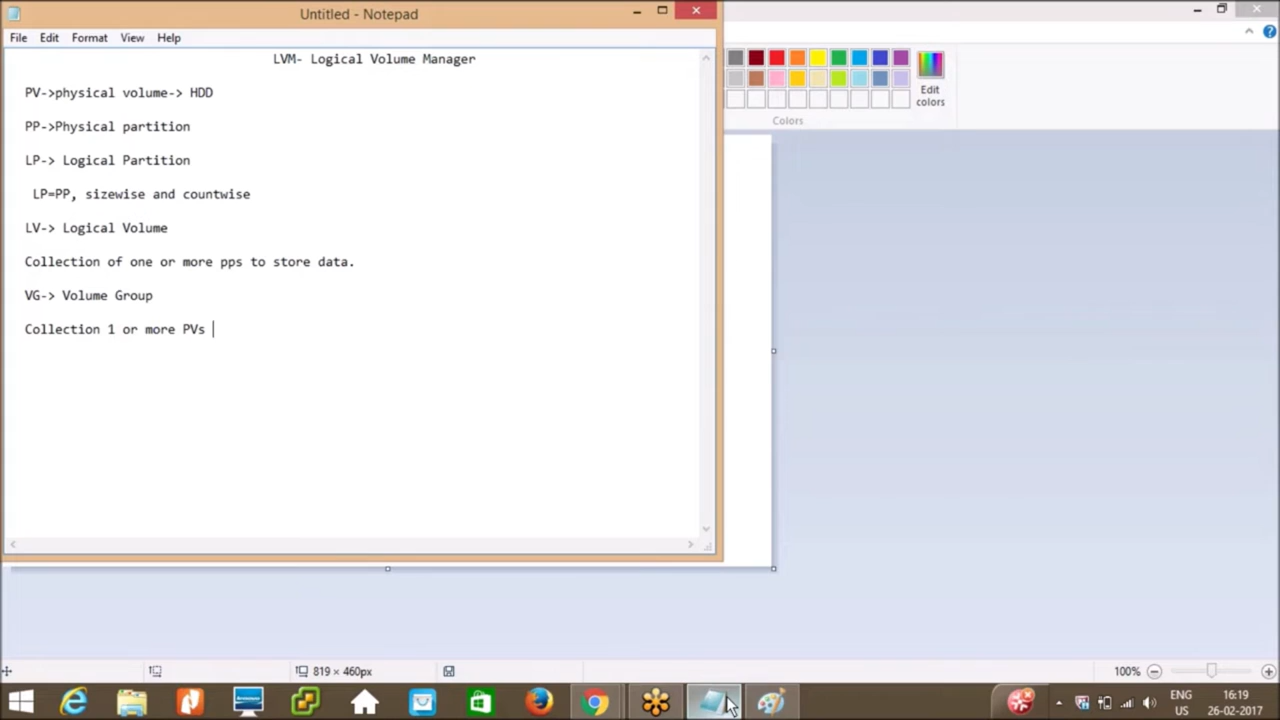 Untitled - Notepad
File Edit Format View Help
LVM- Logical Volume Manager
PV->physical volume-> HDD
PP->Physical partition
LP-> Logical Partition
LP=PP, sizewise and countwise
LV-> Logical Volume
Collection of one or more pps to store data.
VG-> Volume Group
Collection 1 or more PVs
Edit
colors
Colors
819 × 460px
100%
ENG
US
16:19
26-02-2017